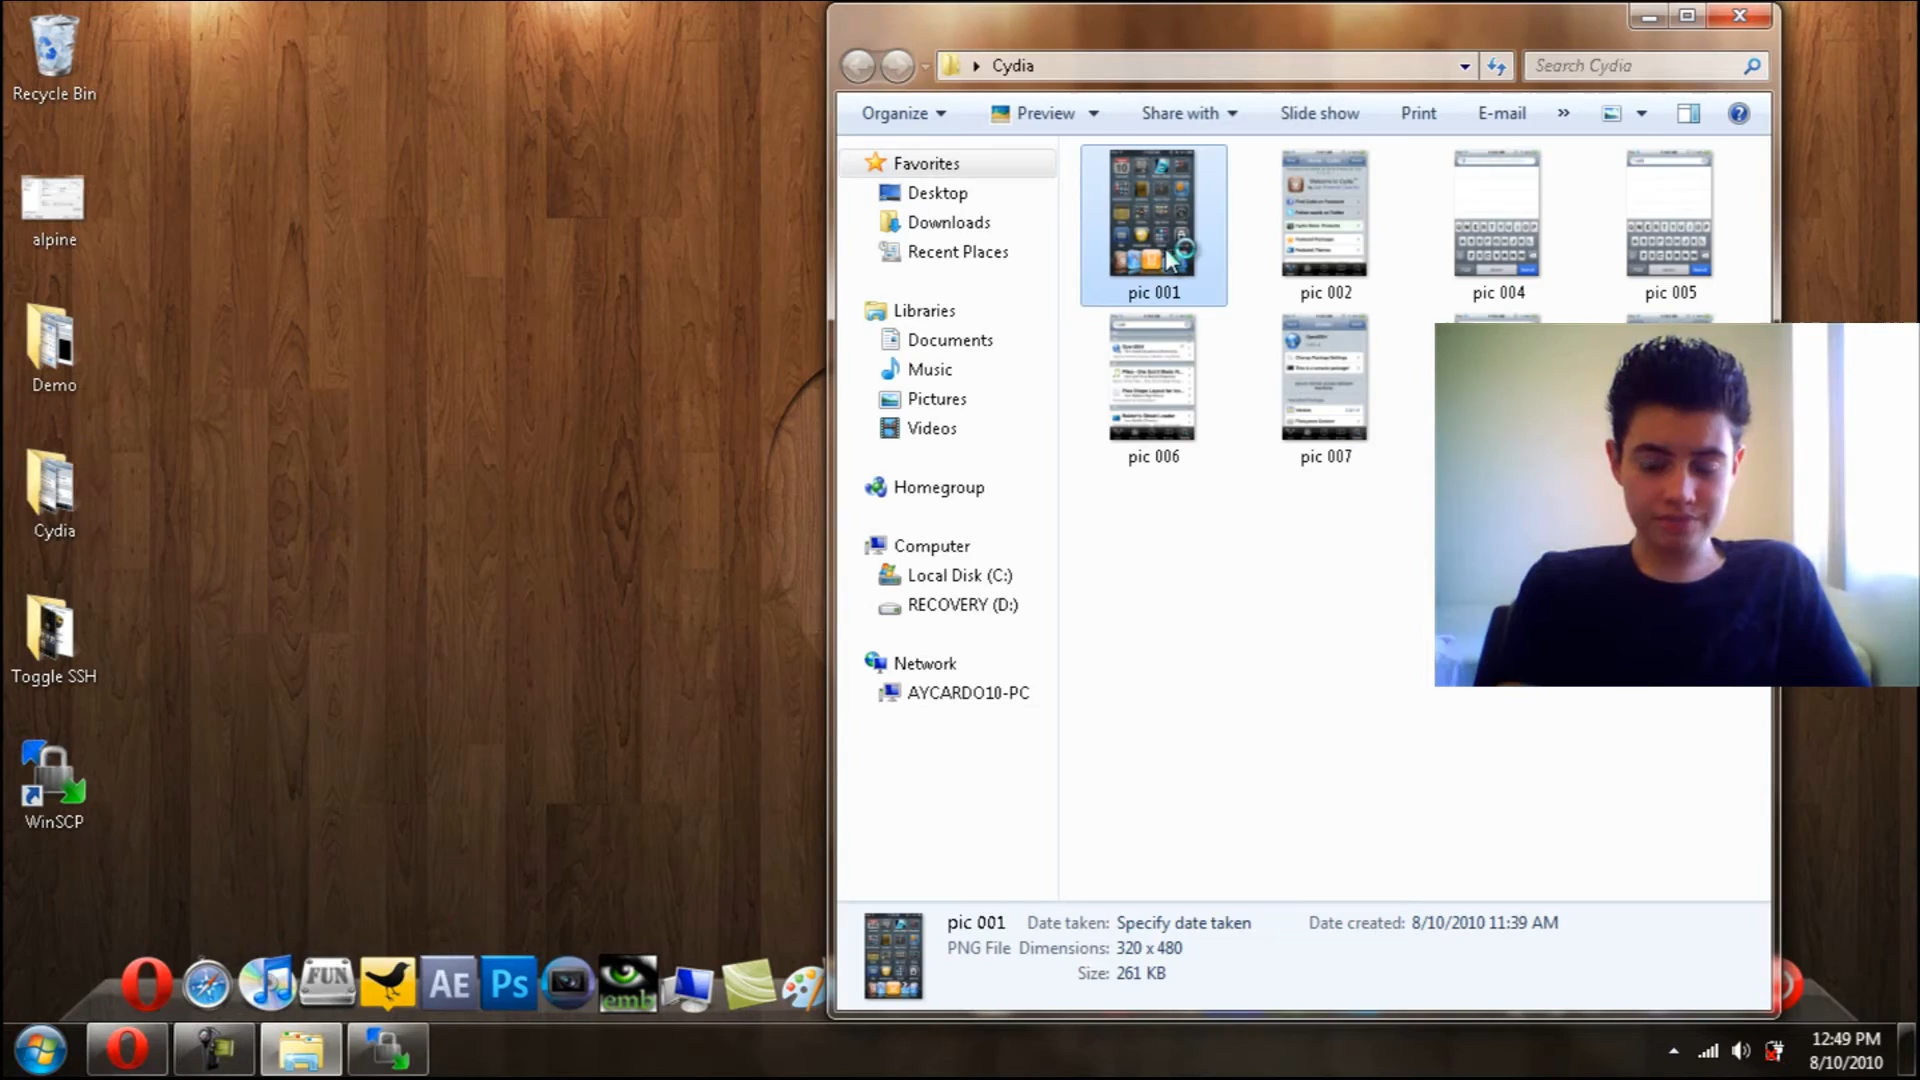 Recycle Bin
alpine
Demo
Cydia
Toggle SSH
WinSCP
Cydia
Search Cydia
Organize
Preview
Share with
Slide show
Print
E-mail
»
Favorites
Desktop
Downloads
Recent Places
Libraries
Documents
Music
Pictures
Videos
Homegroup
Computer
Local Disk (C:)
RECOVERY (D:)
Network
AYCARDO10-PC
pic 001
pic 002
pic 004
pic 005
pic 006
pic 007
pic 001 Date taken: Specify date taken Date created: 8/10/2010 11:39 AM
PNG File Dimensions: 320 x 480
Size: 261 KB
FUN
AE
Ps
emb
12:49 PM
8/10/2010